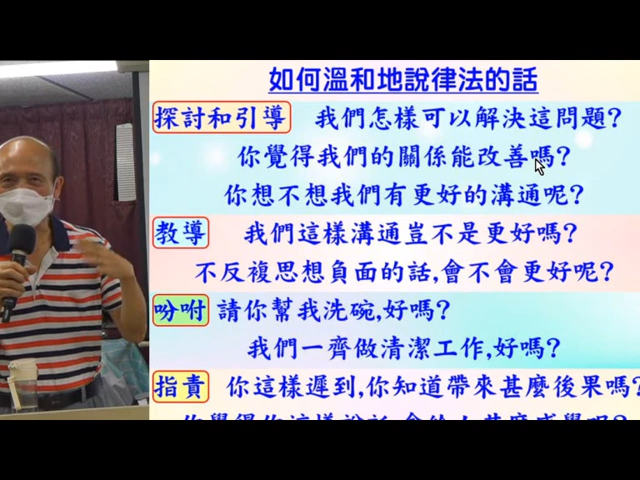 如何溫和地說律法的話
探討和引導 我們怎樣可以解決這問題?
你覺得我們的關係能改善嗎?
你想不想我們有更好的溝通呢?
教導 我們這樣溝通豈不是更好嗎?
不反複思想負面的話,會不會更好呢?
吩咐 請你幫我洗碗,好嗎?
我們一齊做清潔工作,好嗎?
指責 你這樣遲到,你知道帶來甚麼後果嗎?